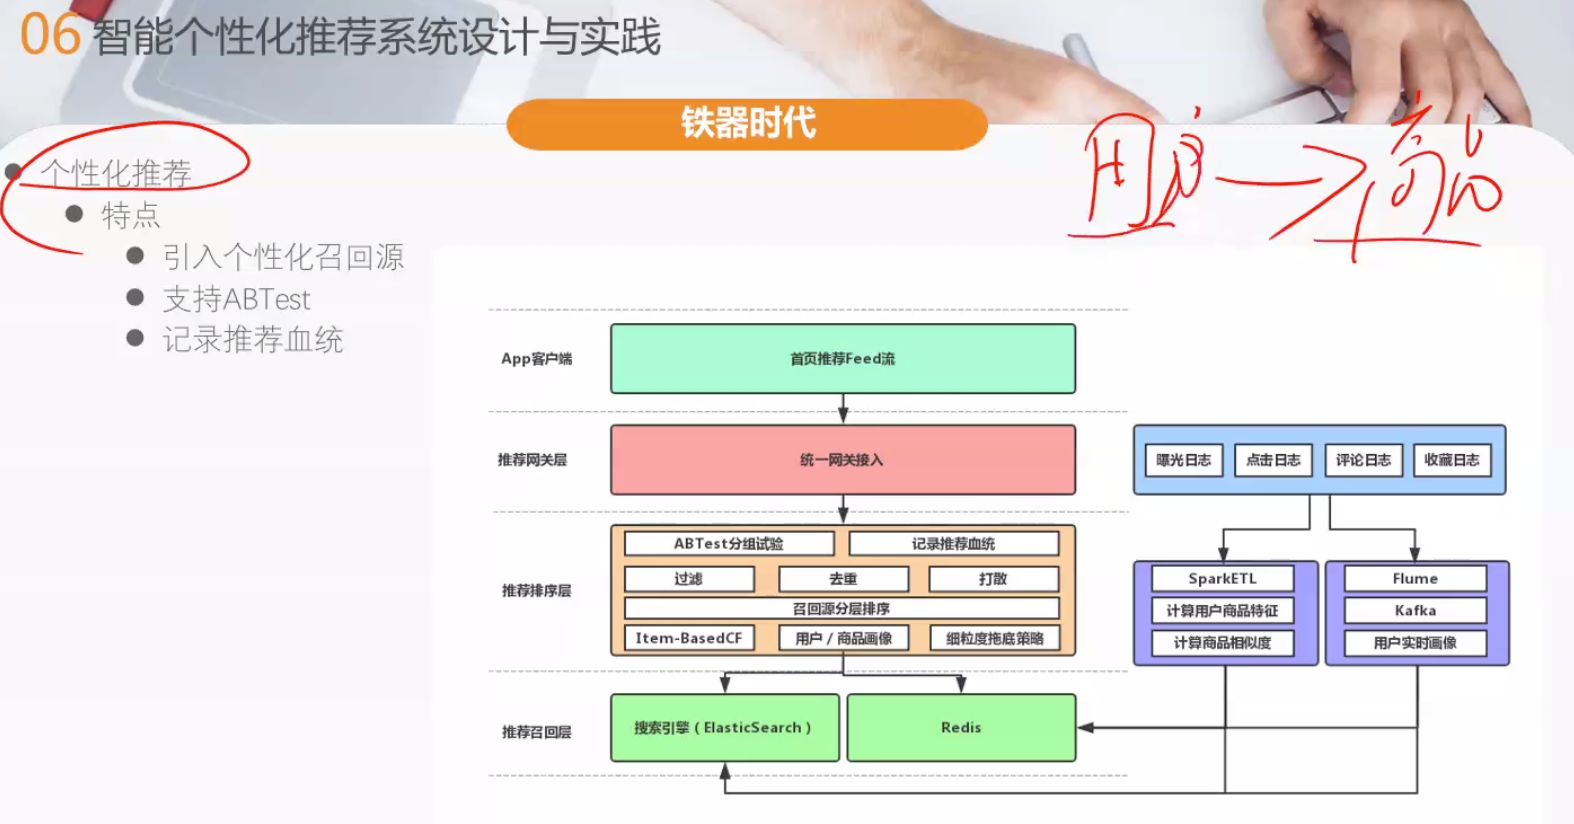 06 智能个性化推荐系统设计与实践
铁器时代
个性化推荐
特点
引入个性化召回源
支持ABTest
记录推荐血统
用户 → 商品
App客户端
首页推荐Feed流
推荐网关层
统一网关接入
曝光日志 点击日志 评论日志 收藏日志
推荐排序层
ABTest分组试验 记录推荐血统
过滤 去重 打散
召回源分层排序
Item-BasedCF 用户 / 商品画像 细粒度拖底策略
SparkETL
计算用户商品特征
计算商品相似度
Flume
Kafka
用户实时画像
推荐召回层
搜索引擎 ( ElasticSearch )
Redis